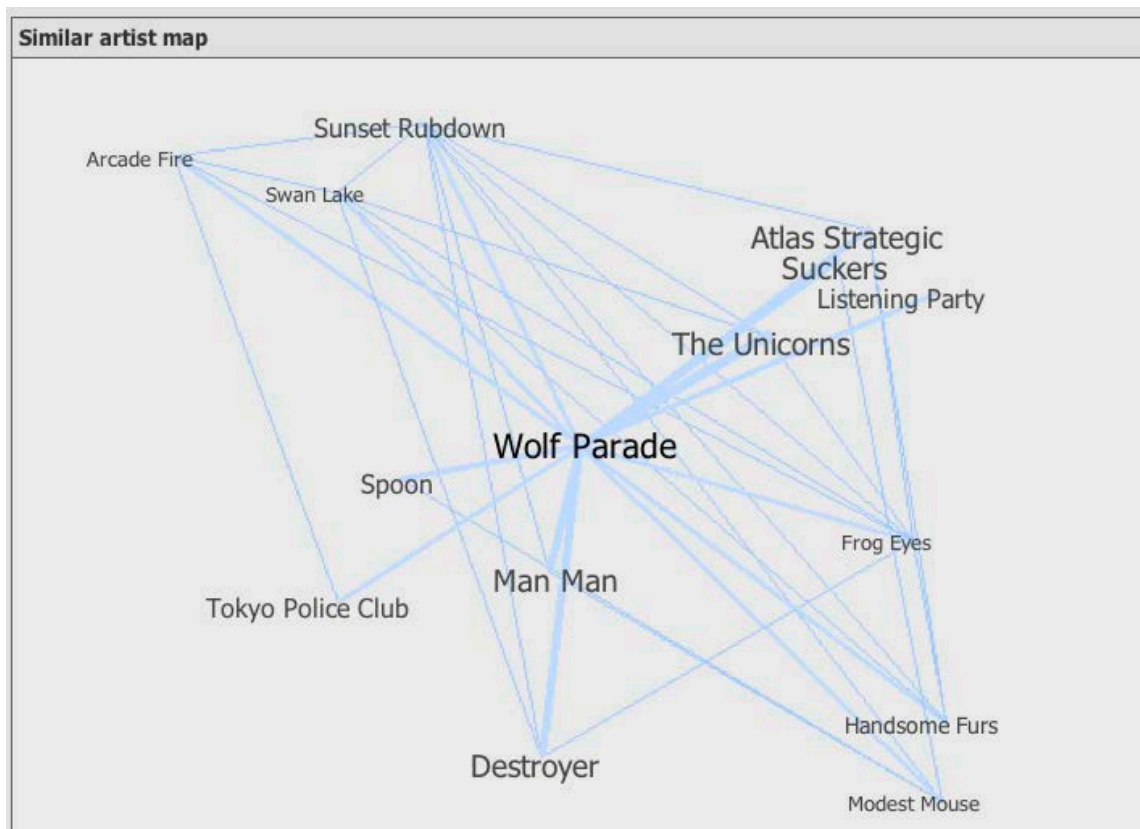 Similar artist map
Sunset Rubdown
Arcade Fire
Swan Lake
Atlas Strategic
Suckers
Listening Party
The Unicorns
Wolf Parade
Spoon
Frog Eyes
Man Man
Tokyo Police Club
Handsome Furs
Destroyer
Modest Mouse